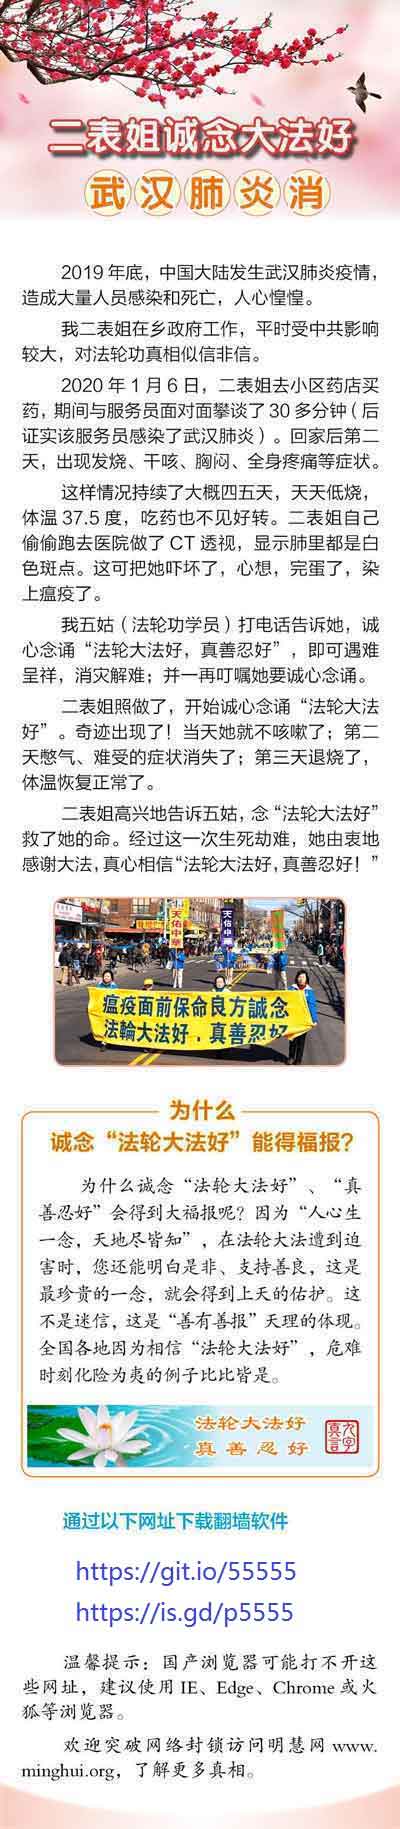 二表姐诚念大法好
武汉肺炎消
2019 年底，中国大陆发生武汉肺炎疫情，
造成大量人员感染和死亡，人心惶惶。
我二表姐在乡政府工作，平时受中共影响
较大，对法轮功真相似信非信。
2020 年 1 月 6 日，二表姐去小区药店买
药，期间与服务员面对面攀谈了 30 多分钟（后
证实该服务员感染了武汉肺炎）。回家后第二
天，出现发烧、干咳、胸闷、全身疼痛等症状。
这样情况持续了大概四五天，天天低烧，
体温 37.5 度，吃药也不见好转。二表姐自己
偷偷跑去医院做了 CT 透视，显示肺里都是白
色斑点。这可把她吓坏了，心想，完蛋了，染
上瘟疫了。
我五姑（法轮功学员）打电话告诉她，诚
心念诵“法轮大法好，真善忍好”，即可遇难
呈祥，消灾解难；并一再叮嘱她要诚心念诵。
二表姐照做了，开始诚心念诵“法轮大法
好”。奇迹出现了！当天她就不咳嗽了；第二
天憋气、难受的症状消失了；第三天退烧了，
体温恢复正常了。
二表姐高兴地告诉五姑，念“法轮大法好”
救了她的命。经过这一次生死劫难，她由衷地
感谢大法，真心相信“法轮大法好，真善忍好！”
天佑中華
天佑中華
瘟疫面前保命良方誠念
法輪大法好，真善忍好
为什么
诚念“法轮大法好”能得福报？
为什么诚念“法轮大法好”、“真
善忍好”会得到大福报呢？因为“人心生
一念，天地尽皆知”，在法轮大法遭到迫
害时，您还能明白是非、支持善良，这是
最珍贵的一念，就会得到上天的佑护。这
不是迷信，这是“善有善报”天理的体现。
全国各地因为相信“法轮大法好”，危难
时刻化险为夷的例子比比皆是。
法轮大法好
真善忍好
九字真言
通过以下网址下载翻墙软件
https://git.io/55555
https://is.gd/p5555
温馨提示：国产浏览器可能打不开这
些网址，建议使用 IE、Edge、Chrome 或火
狐等浏览器。
欢迎突破网络封锁访问明慧网 www.
minghui.org，了解更多真相。